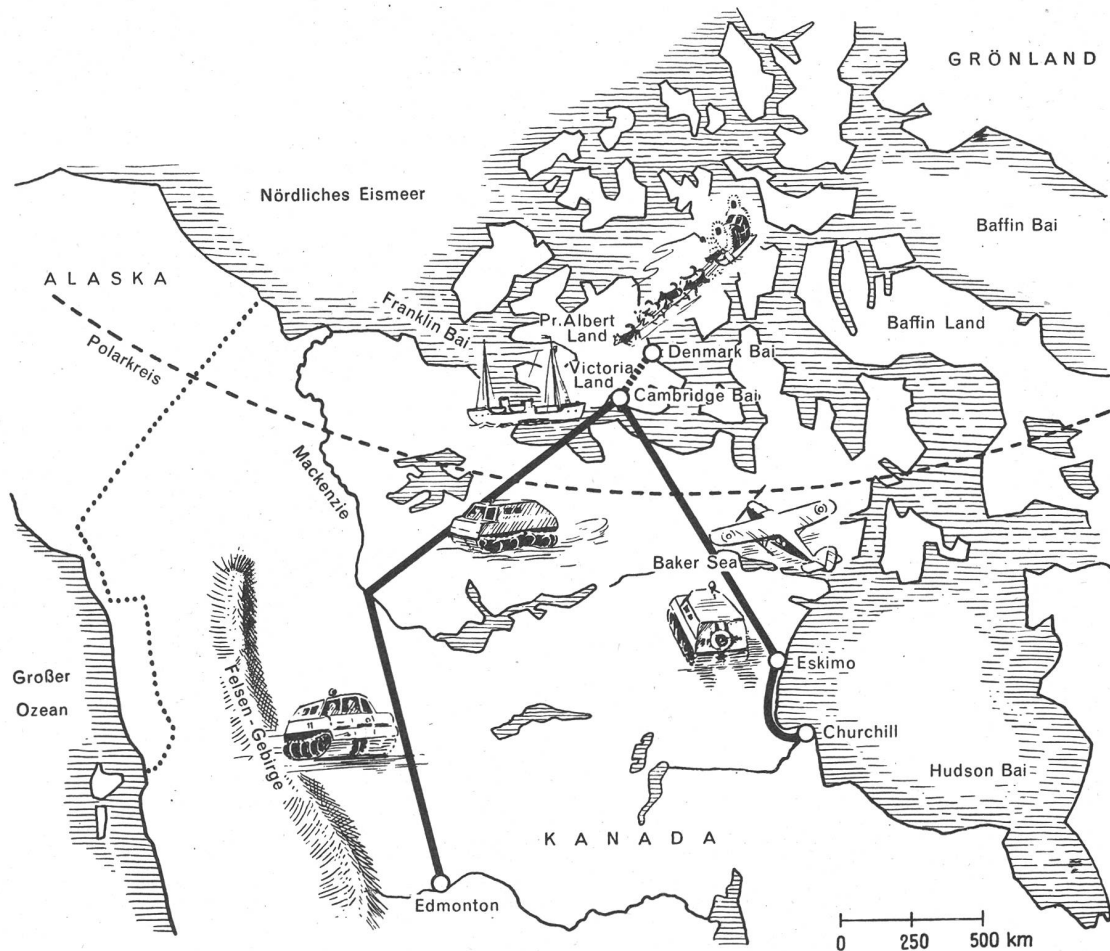 GRÖNLAND
Nördliches Eismeer
Baffin Bai
ALASKA
Franklin Bai
Pr. Albert
Land
Baffin Land
Polarkreis
Denmark Bai
Victoria
Land
Cambridge Bai
Mackenzie
Baker Sea
Eskimo
Großer
Ozean
Felsen-Gebirge
Churchill
Hudson Bai
KANADA
Edmonton
0 250 500 km